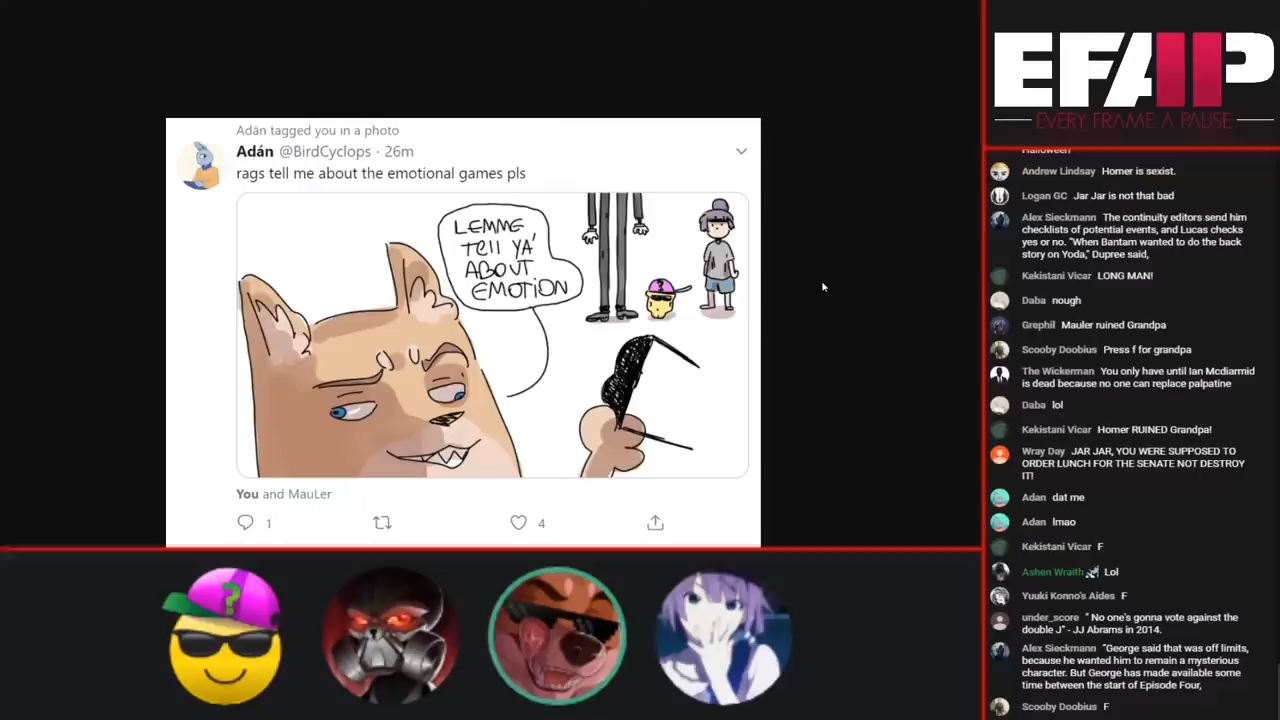 Adán tagged you in a photo
Adán @BirdCyclops · 26m
rags tell me about the emotional games pls
LEMME
TELL YA'
ABOUT
EMOTION
?
You and MauLer
1
4
?
EFAP
EVERY FRAME A PAUSE
Halloween
Andrew Lindsay Homer is sexist.
Logan GC Jar Jar is not that bad
Alex Sieckmann The continuity editors send him
checklists of potential events, and Lucas checks
yes or no. "When Bantam wanted to do the back
story on Yoda," Dupree said,
Kekistani Vicar LONG MAN!
Daba nough
Grephil Mauler ruined Grandpa
Scooby Doobius Press f for grandpa
The Wickerman You only have until Ian Mcdiarmid
is dead because no one can replace palpatine
Daba lol
Kekistani Vicar Homer RUINED Grandpa!
Wray Day JAR JAR, YOU WERE SUPPOSED TO
ORDER LUNCH FOR THE SENATE NOT DESTROY
IT!
Adan dat me
Adan lmao
Kekistani Vicar F
Ashen Wraith Lol
Yuuki Konno's Aides F
under_score " No one's gonna vote against the
double J" - JJ Abrams in 2014.
Alex Sieckmann "George said that was off limits,
because he wanted him to remain a mysterious
character. But George has made available some
time between the start of Episode Four,
Scooby Doobius F